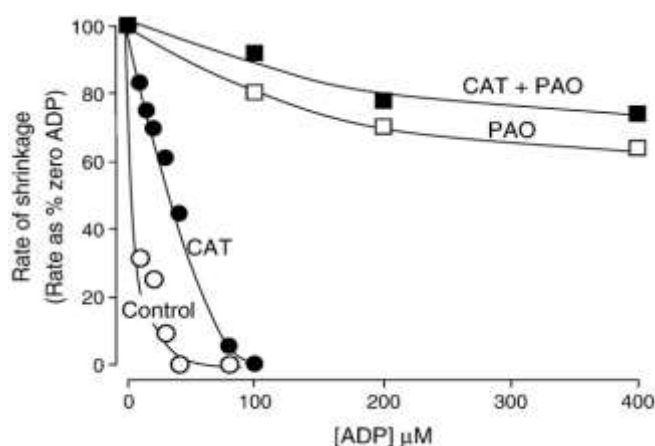 Rate of shrinkage
(Rate as % zero ADP)
100
80
60
40
20
0
CAT + PAO
PAO
CAT
Control
0
100
200
300
400
[ADP] μM